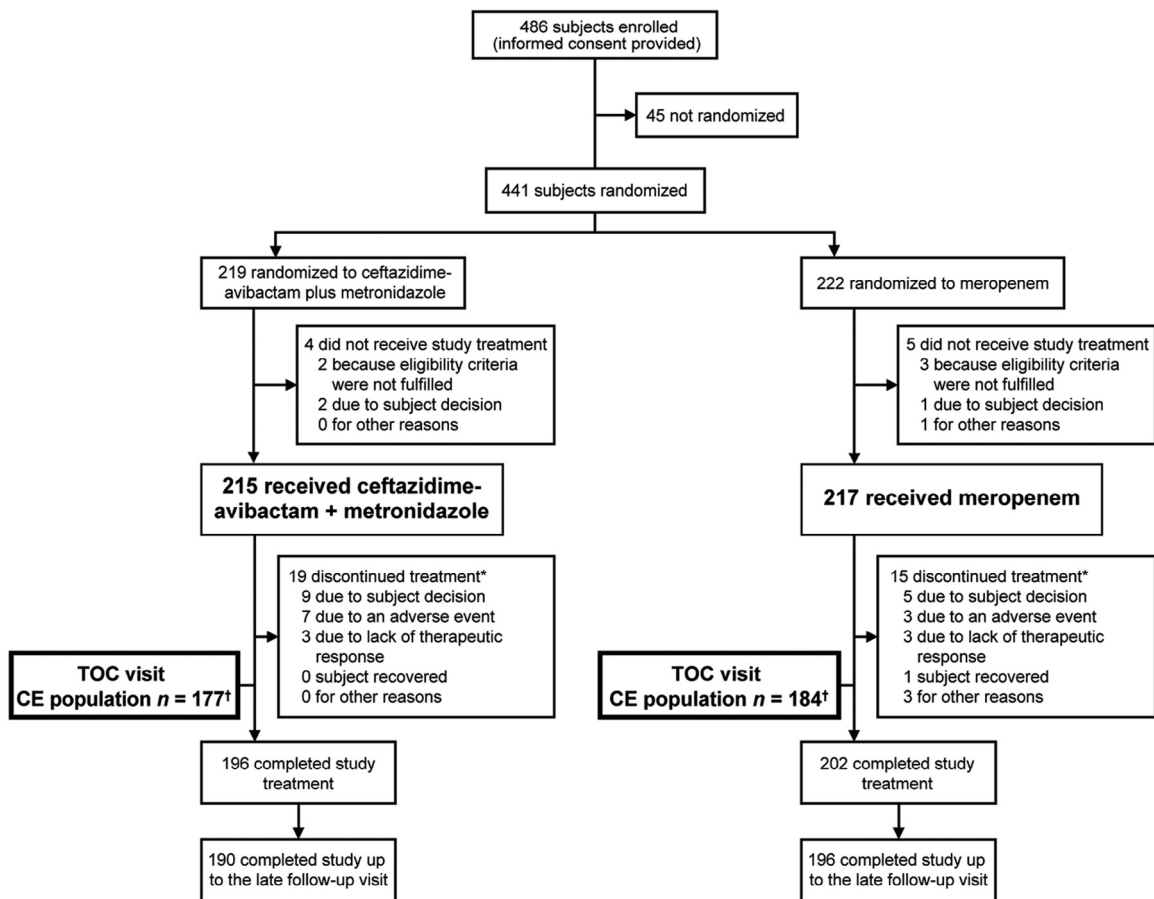 486 subjects enrolled
(informed consent provided)
45 not randomized
441 subjects randomized
219 randomized to ceftazidime-
avibactam plus metronidazole
222 randomized to meropenem
4 did not receive study treatment
2 because eligibility criteria
were not fulfilled
2 due to subject decision
0 for other reasons
5 did not receive study treatment
3 because eligibility criteria
were not fulfilled
1 due to subject decision
1 for other reasons
215 received ceftazidime-
avibactam + metronidazole
217 received meropenem
19 discontinued treatment*
9 due to subject decision
7 due to an adverse event
3 due to lack of therapeutic
response
0 subject recovered
0 for other reasons
15 discontinued treatment*
5 due to subject decision
3 due to an adverse event
3 due to lack of therapeutic
response
1 subject recovered
3 for other reasons
TOC visit
CE population n = 177†
TOC visit
CE population n = 184†
196 completed study
treatment
202 completed study
treatment
190 completed study up
to the late follow-up visit
196 completed study up
to the late follow-up visit